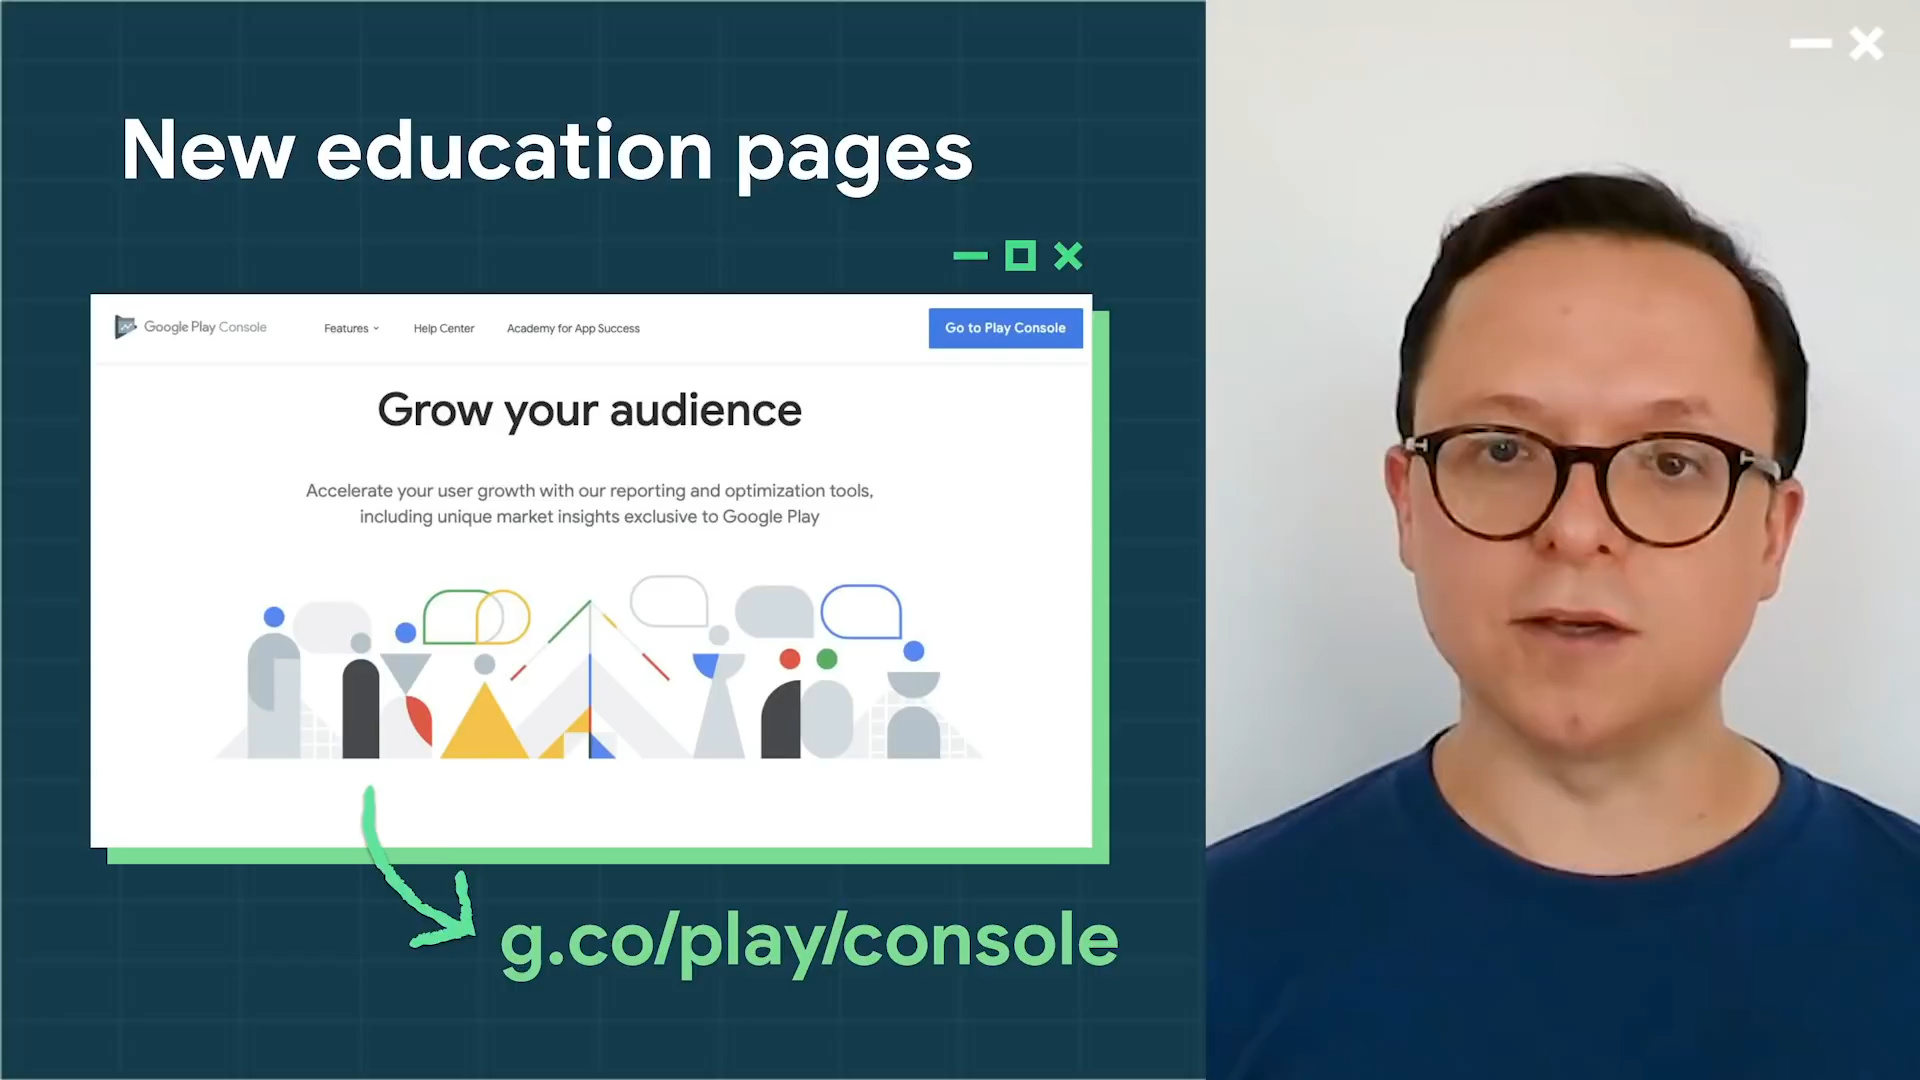 New education pages
Google Play Console
Features
Help Center
Academy for App Success
Go to Play Console
Grow your audience
Accelerate your user growth with our reporting and optimization tools,
including unique market insights exclusive to Google Play
g.co/play/console